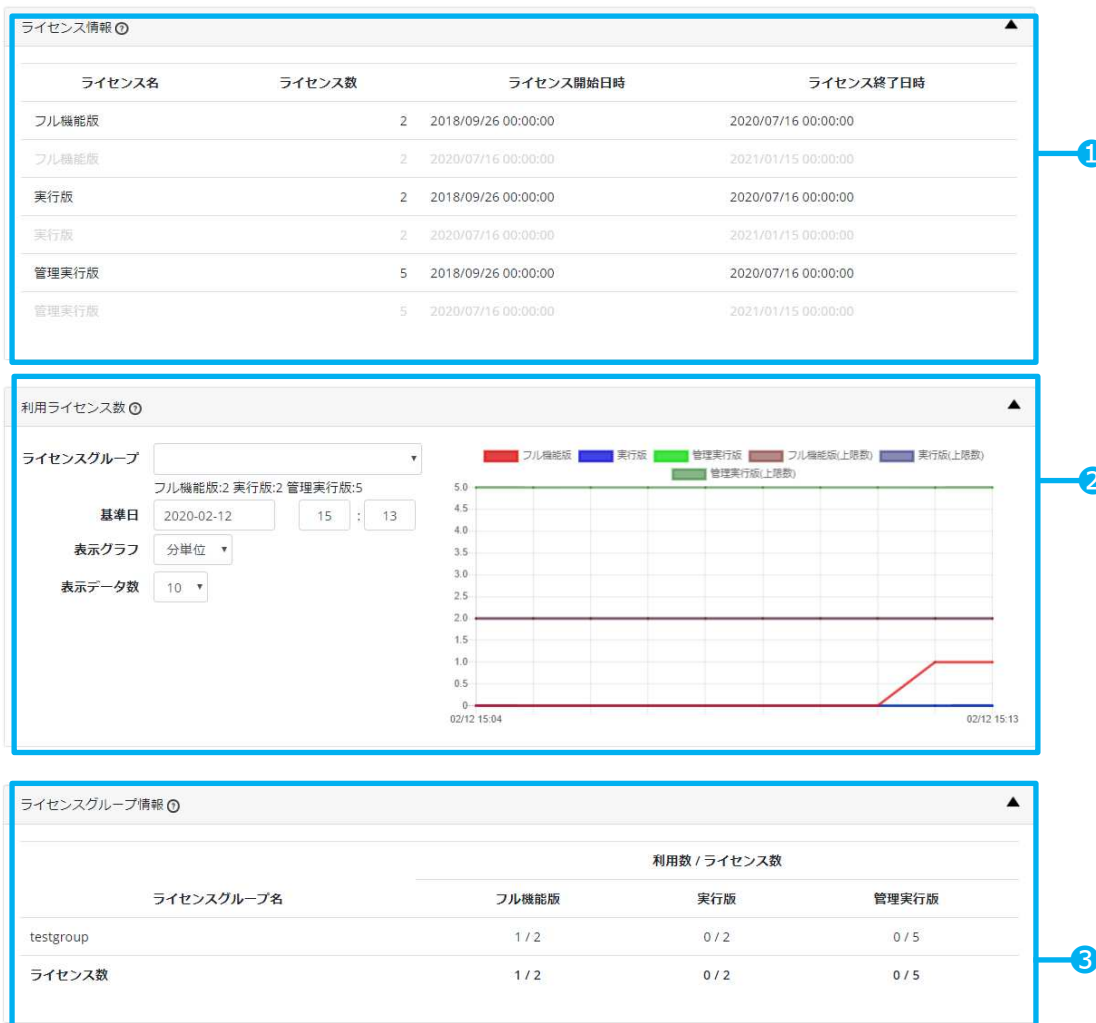 ライセンス情報
ライセンス名 ライセンス数 ライセンス開始日時 ライセンス終了日時
フル機能版 2 2018/09/26 00:00:00 2020/07/16 00:00:00
フル機能版 2 2020/07/16 00:00:00 2021/01/15 00:00:00
実行版 2 2018/09/26 00:00:00 2020/07/16 00:00:00
実行版 2 2020/07/16 00:00:00 2021/01/15 00:00:00
管理実行版 5 2018/09/26 00:00:00 2020/07/16 00:00:00
管理実行版 5 2020/07/16 00:00:00 2021/01/15 00:00:00
1
利用ライセンス数
ライセンスグループ
フル機能版:2 実行版:2 管理実行版:5
基準日 2020-02-12 15 : 13
表示グラフ 分単位
表示データ数 10
フル機能版 実行版 管理実行版 フル機能版(上限数) 実行版(上限数)
管理実行版(上限数)
5.0
4.5
4.0
3.5
3.0
2.5
2.0
1.5
1.0
0.5
0
02/12 15:04 02/12 15:13
2
ライセンスグループ情報
利用数 / ライセンス数
ライセンスグループ名 フル機能版 実行版 管理実行版
testgroup 1 / 2 0 / 2 0 / 5
ライセンス数 1 / 2 0 / 2 0 / 5
3